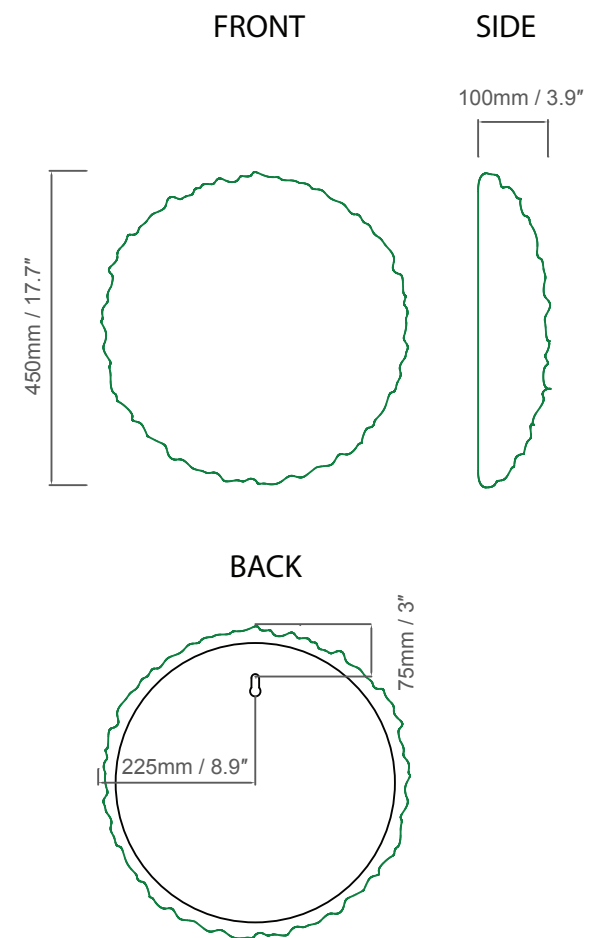 FRONT
SIDE
100mm / 3.9″
450mm / 17.7″
BACK
75mm / 3″
225mm / 8.9″